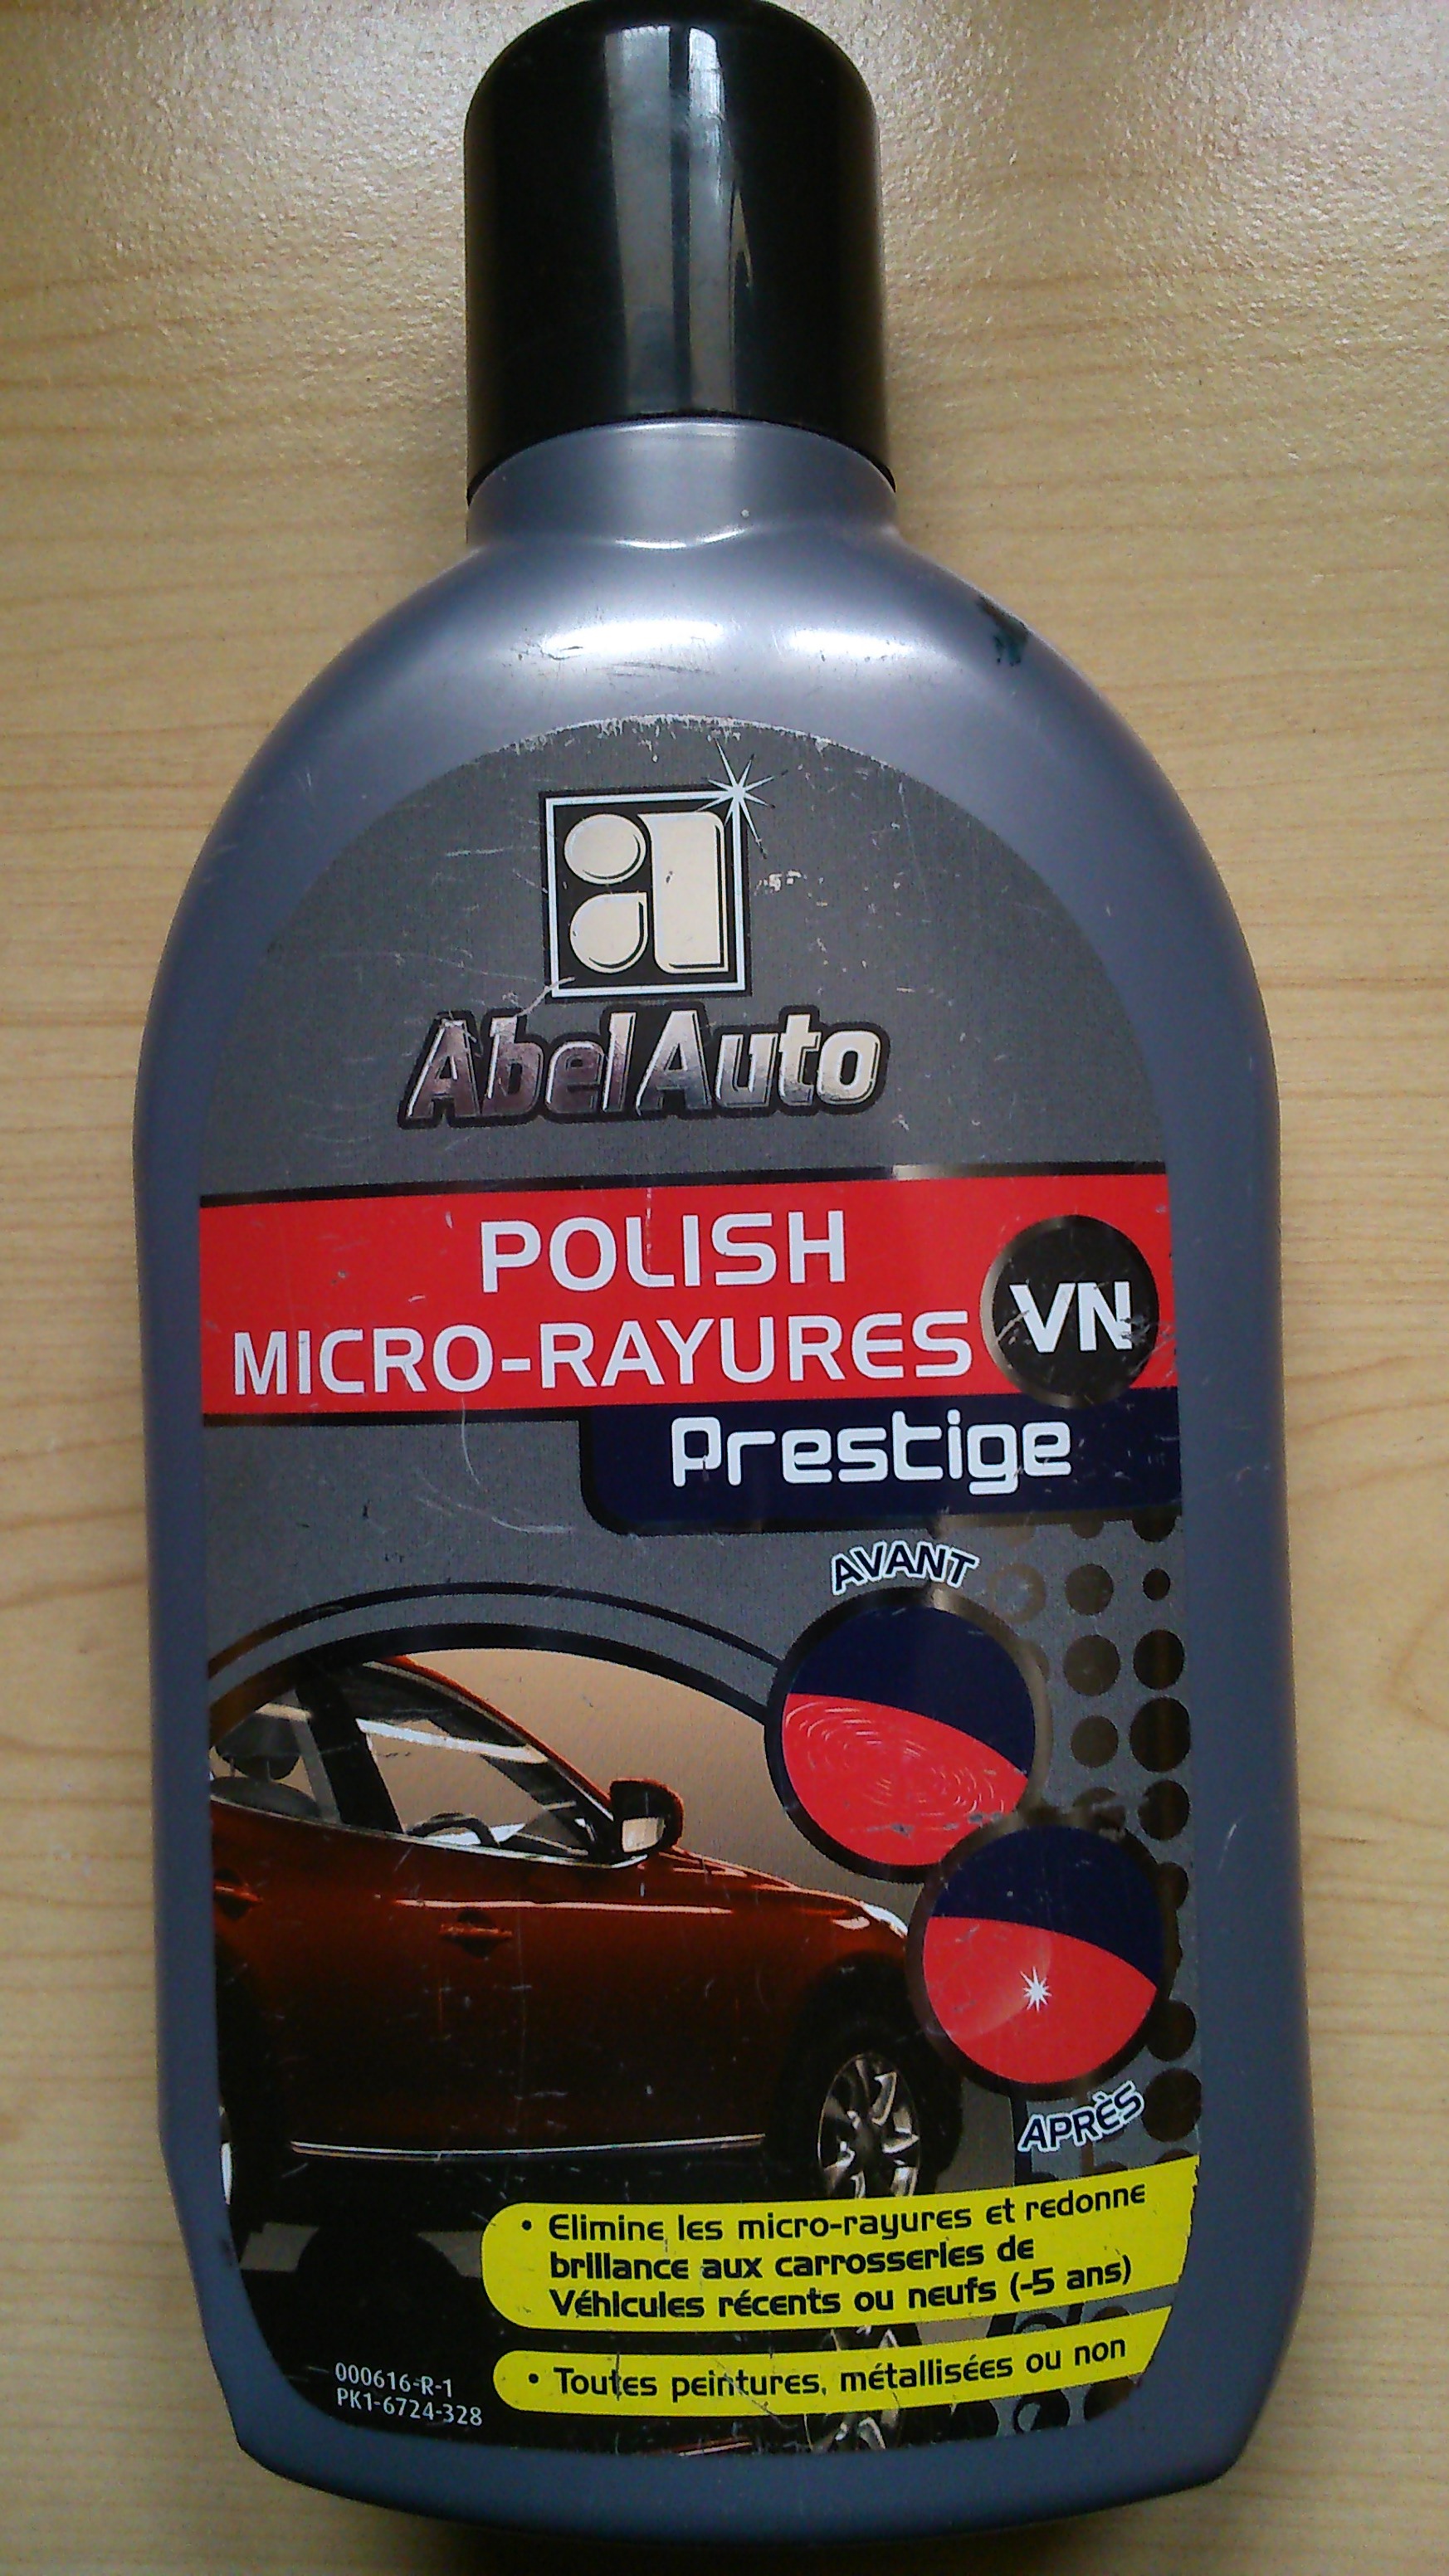 a
AbelAuto
POLISH
MICRO-RAYURES
VN
Prestige
AVANT
APRÈS
• Elimine les micro-rayures et redonne
brillance aux carrosseries de
Véhicules récents ou neufs (-5 ans)
• Toutes peintures, métallisées ou non
000616-R-1
PK1-6724-328